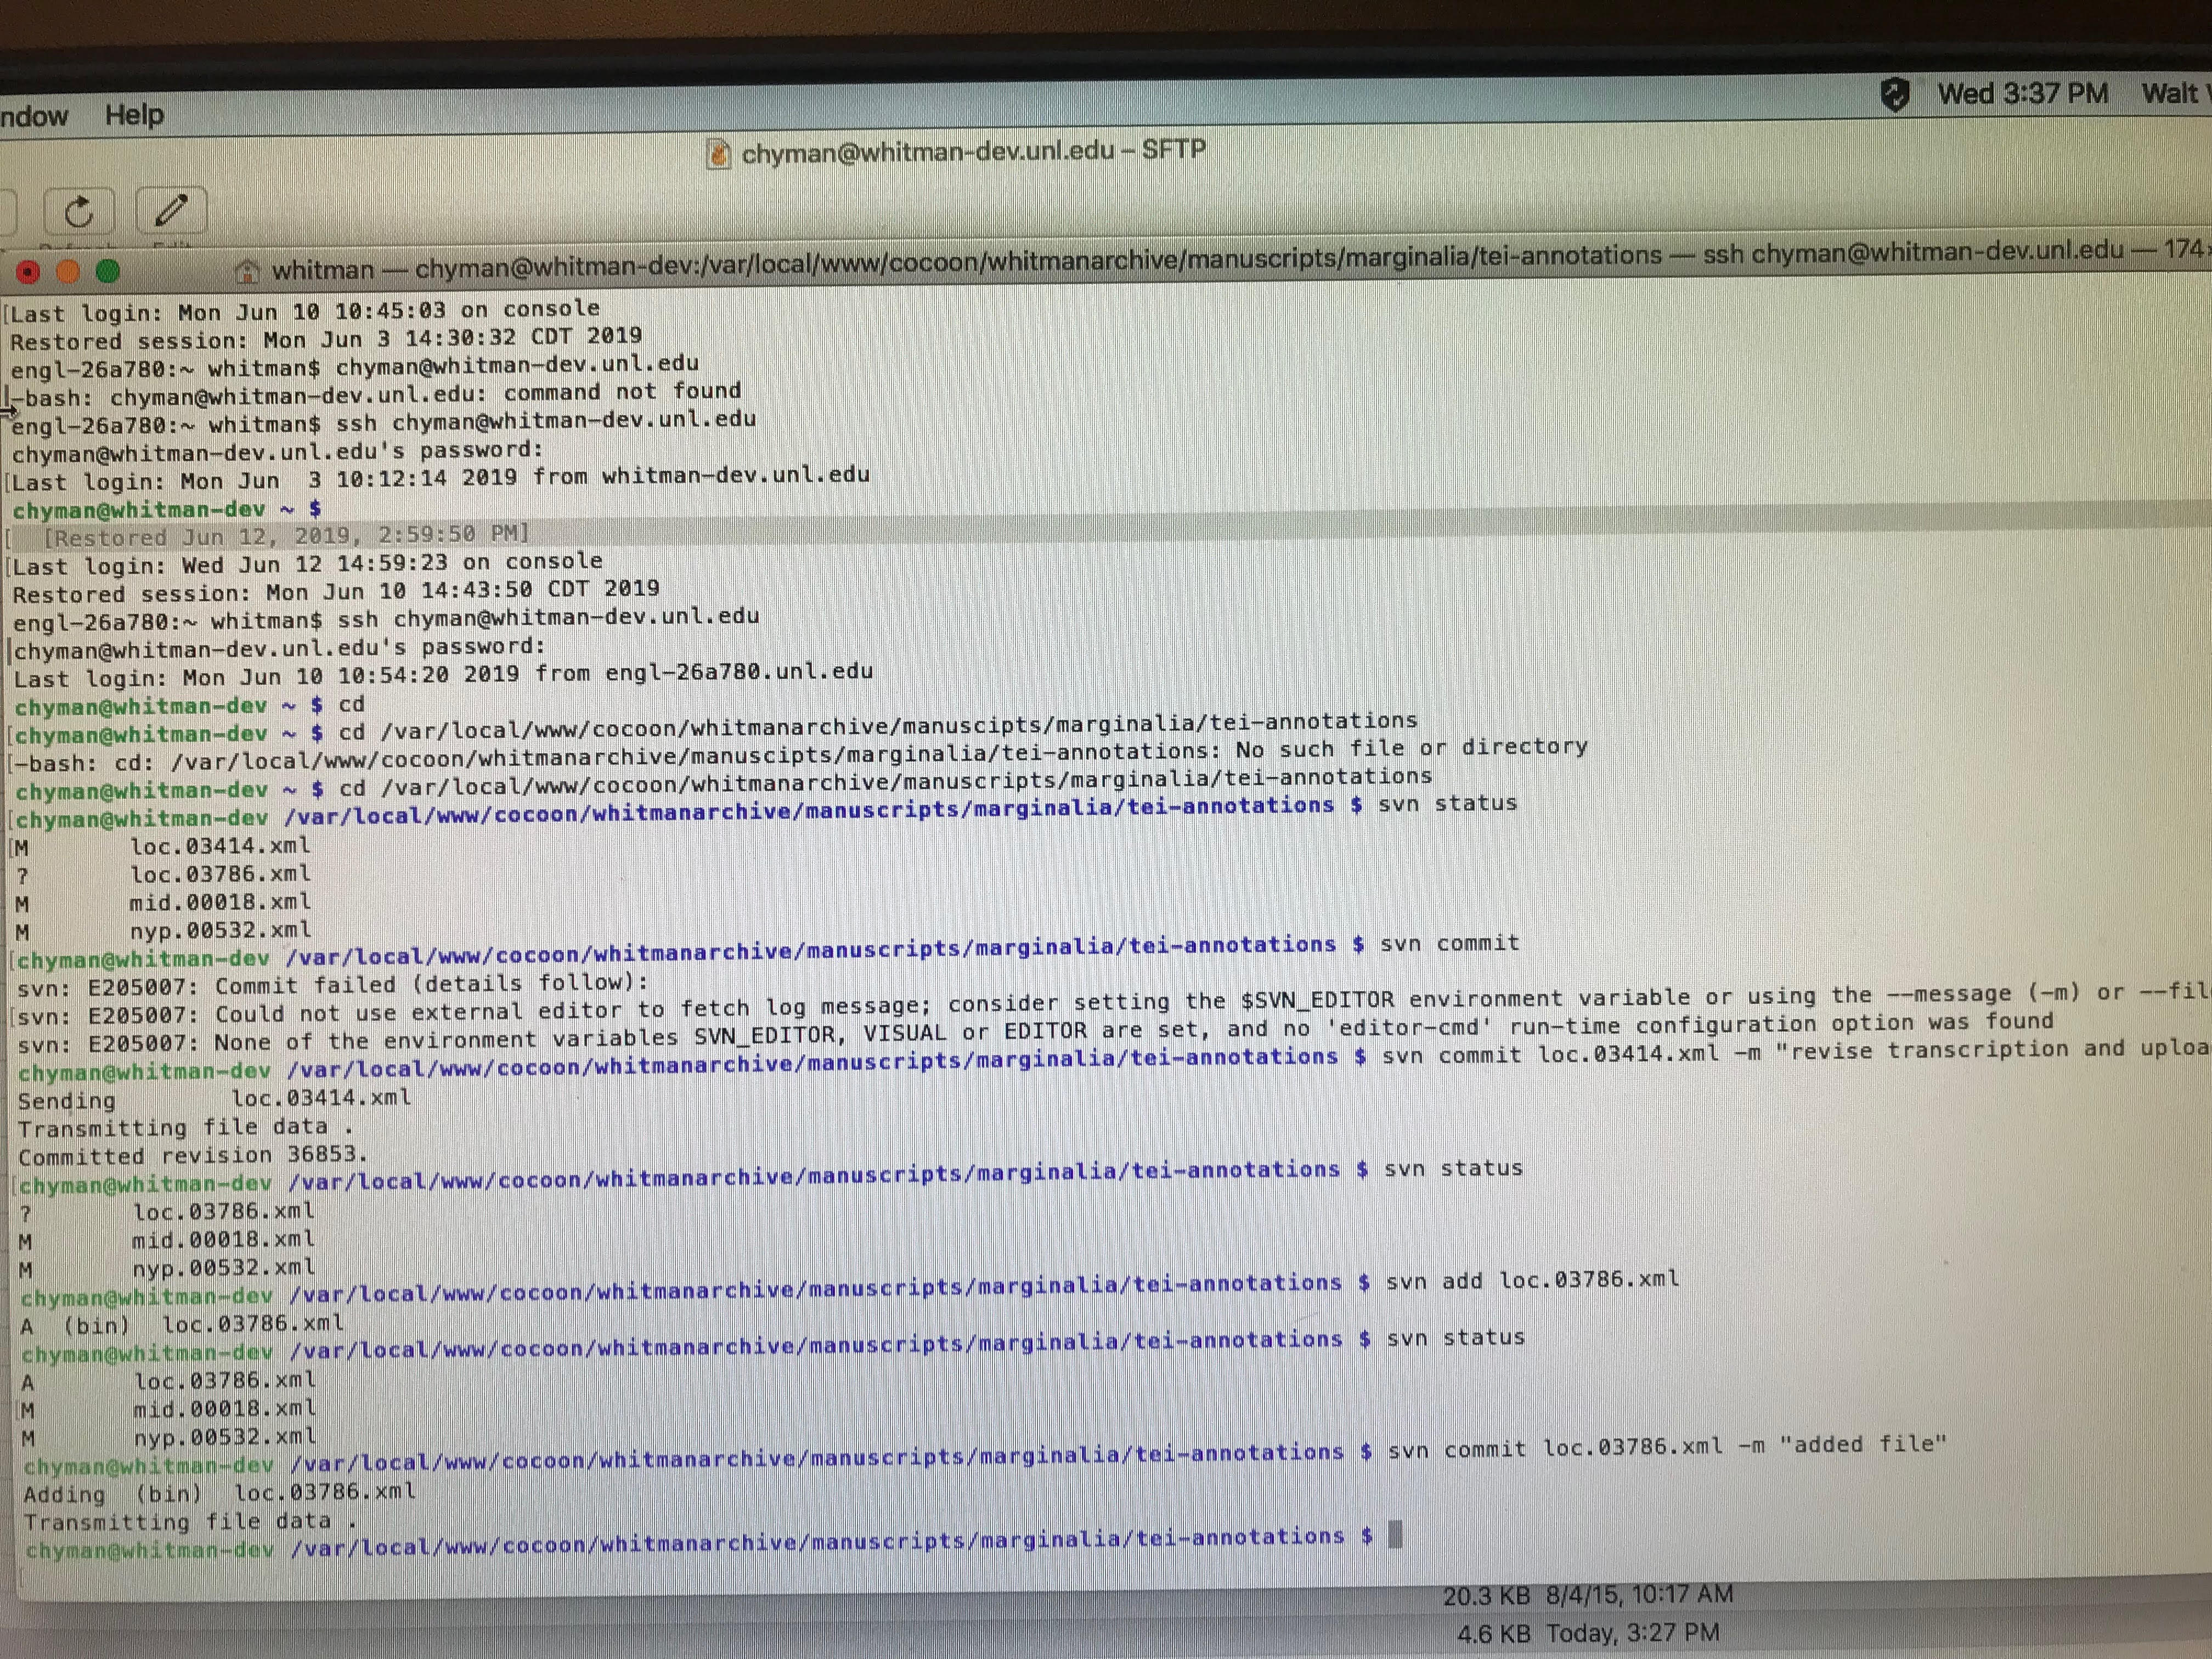 ndow Help Wed 3:37 PM Walt
chyman@whitman-dev.unl.edu – SFTP
whitman — chyman@whitman-dev:/var/local/www/cocoon/whitmanarchive/manuscripts/marginalia/tei-annotations — ssh chyman@whitman-dev.unl.edu — 174
[Last login: Mon Jun 10 10:45:03 on console
Restored session: Mon Jun 3 14:30:32 CDT 2019
engl-26a780:~ whitman$ chyman@whitman-dev.unl.edu
-bash: chyman@whitman-dev.unl.edu: command not found
engl-26a780:~ whitman$ ssh chyman@whitman-dev.unl.edu
chyman@whitman-dev.unl.edu's password:
[Last login: Mon Jun  3 10:12:14 2019 from whitman-dev.unl.edu
chyman@whitman-dev ~ $
[ [Restored Jun 12, 2019, 2:59:50 PM]
[Last login: Wed Jun 12 14:59:23 on console
Restored session: Mon Jun 10 14:43:50 CDT 2019
engl-26a780:~ whitman$ ssh chyman@whitman-dev.unl.edu
chyman@whitman-dev.unl.edu's password:
Last login: Mon Jun 10 10:54:20 2019 from engl-26a780.unl.edu
chyman@whitman-dev ~ $ cd
[chyman@whitman-dev ~ $ cd /var/local/www/cocoon/whitmanarchive/manuscipts/marginalia/tei-annotations
[-bash: cd: /var/local/www/cocoon/whitmanarchive/manuscipts/marginalia/tei-annotations: No such file or directory
chyman@whitman-dev ~ $ cd /var/local/www/cocoon/whitmanarchive/manuscripts/marginalia/tei-annotations
[chyman@whitman-dev /var/local/www/cocoon/whitmanarchive/manuscripts/marginalia/tei-annotations $ svn status
[M loc.03414.xml
? loc.03786.xml
M mid.00018.xml
M nyp.00532.xml
[chyman@whitman-dev /var/local/www/cocoon/whitmanarchive/manuscripts/marginalia/tei-annotations $ svn commit
svn: E205007: Commit failed (details follow):
[svn: E205007: Could not use external editor to fetch log message; consider setting the $SVN_EDITOR environment variable or using the --message (-m) or --fil
svn: E205007: None of the environment variables SVN_EDITOR, VISUAL or EDITOR are set, and no 'editor-cmd' run-time configuration option was found
chyman@whitman-dev /var/local/www/cocoon/whitmanarchive/manuscripts/marginalia/tei-annotations $ svn commit loc.03414.xml -m "revise transcription and uploa
Sending loc.03414.xml
Transmitting file data .
Committed revision 36853.
[chyman@whitman-dev /var/local/www/cocoon/whitmanarchive/manuscripts/marginalia/tei-annotations $ svn status
? loc.03786.xml
M mid.00018.xml
M nyp.00532.xml
chyman@whitman-dev /var/local/www/cocoon/whitmanarchive/manuscripts/marginalia/tei-annotations $ svn add loc.03786.xml
A (bin) loc.03786.xml
chyman@whitman-dev /var/local/www/cocoon/whitmanarchive/manuscripts/marginalia/tei-annotations $ svn status
A loc.03786.xml
[M mid.00018.xml
M nyp.00532.xml
chyman@whitman-dev /var/local/www/cocoon/whitmanarchive/manuscripts/marginalia/tei-annotations $ svn commit loc.03786.xml -m "added file"
Adding (bin) loc.03786.xml
Transmitting file data .
chyman@whitman-dev /var/local/www/cocoon/whitmanarchive/manuscripts/marginalia/tei-annotations $
20.3 KB 8/4/15, 10:17 AM
4.6 KB Today, 3:27 PM